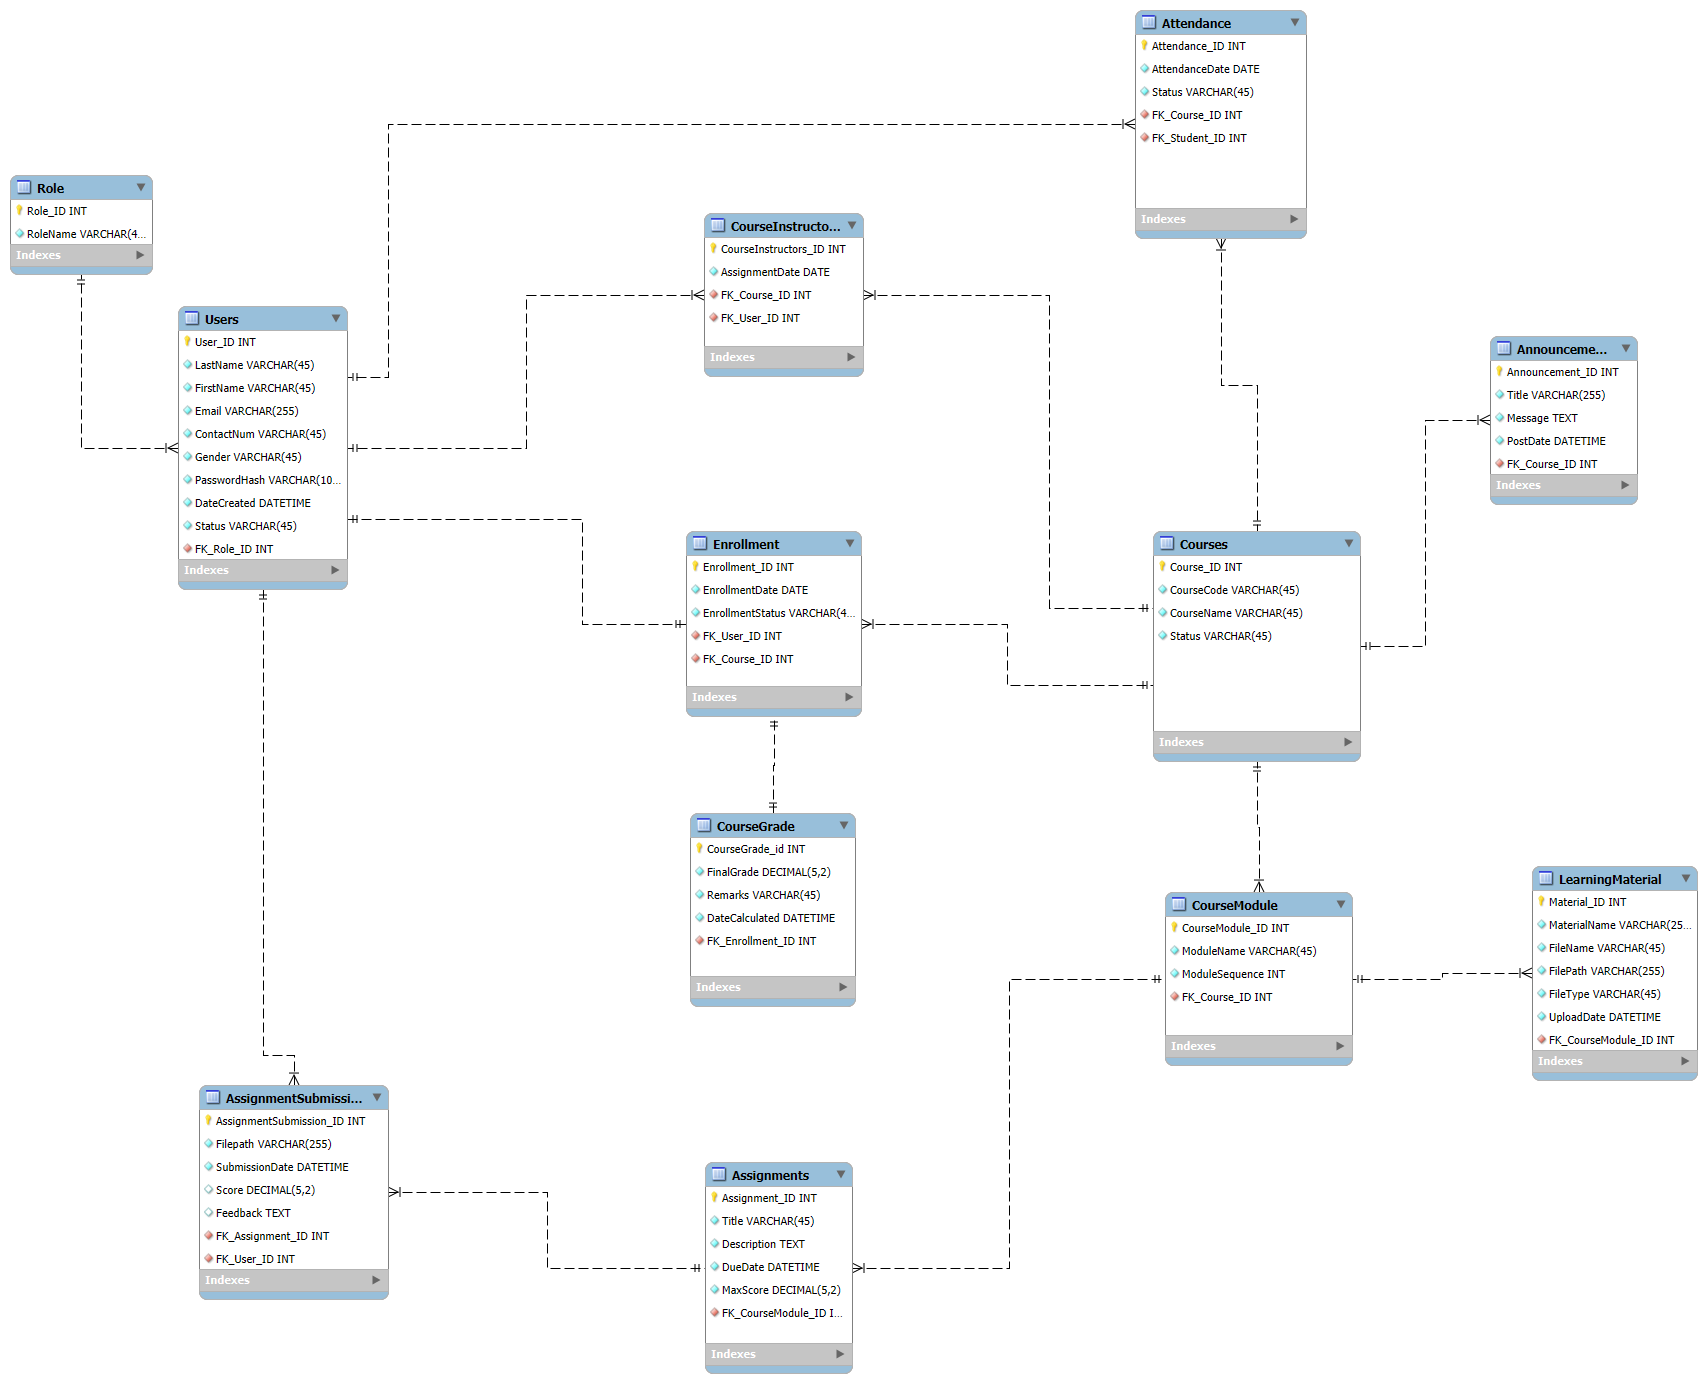 Attendance
Attendance_ID INT
AttendanceDate DATE
Status VARCHAR(45)
FK_Course_ID INT
FK_Student_ID INT
Indexes
Role
Role_ID INT
RoleName VARCHAR(4...
Indexes
CourseInstructo...
CourseInstructors_ID INT
AssignmentDate DATE
FK_Course_ID INT
FK_User_ID INT
Indexes
Users
User_ID INT
LastName VARCHAR(45)
FirstName VARCHAR(45)
Email VARCHAR(255)
ContactNum VARCHAR(45)
Gender VARCHAR(45)
PasswordHash VARCHAR(10...
DateCreated DATETIME
Status VARCHAR(45)
FK_Role_ID INT
Indexes
Announceme...
Announcement_ID INT
Title VARCHAR(255)
Message TEXT
PostDate DATETIME
FK_Course_ID INT
Indexes
Enrollment
Enrollment_ID INT
EnrollmentDate DATE
EnrollmentStatus VARCHAR(4...
FK_User_ID INT
FK_Course_ID INT
Indexes
Courses
Course_ID INT
CourseCode VARCHAR(45)
CourseName VARCHAR(45)
Status VARCHAR(45)
Indexes
CourseGrade
CourseGrade_id INT
FinalGrade DECIMAL(5,2)
Remarks VARCHAR(45)
DateCalculated DATETIME
FK_Enrollment_ID INT
Indexes
CourseModule
CourseModule_ID INT
ModuleName VARCHAR(45)
ModuleSequence INT
FK_Course_ID INT
Indexes
LearningMaterial
Material_ID INT
MaterialName VARCHAR(25...
FileName VARCHAR(45)
FilePath VARCHAR(255)
FileType VARCHAR(45)
UploadDate DATETIME
FK_CourseModule_ID INT
Indexes
AssignmentSubmissi...
AssignmentSubmission_ID INT
Filepath VARCHAR(255)
SubmissionDate DATETIME
Score DECIMAL(5,2)
Feedback TEXT
FK_Assignment_ID INT
FK_User_ID INT
Indexes
Assignments
Assignment_ID INT
Title VARCHAR(45)
Description TEXT
DueDate DATETIME
MaxScore DECIMAL(5,2)
FK_CourseModule_ID I...
Indexes